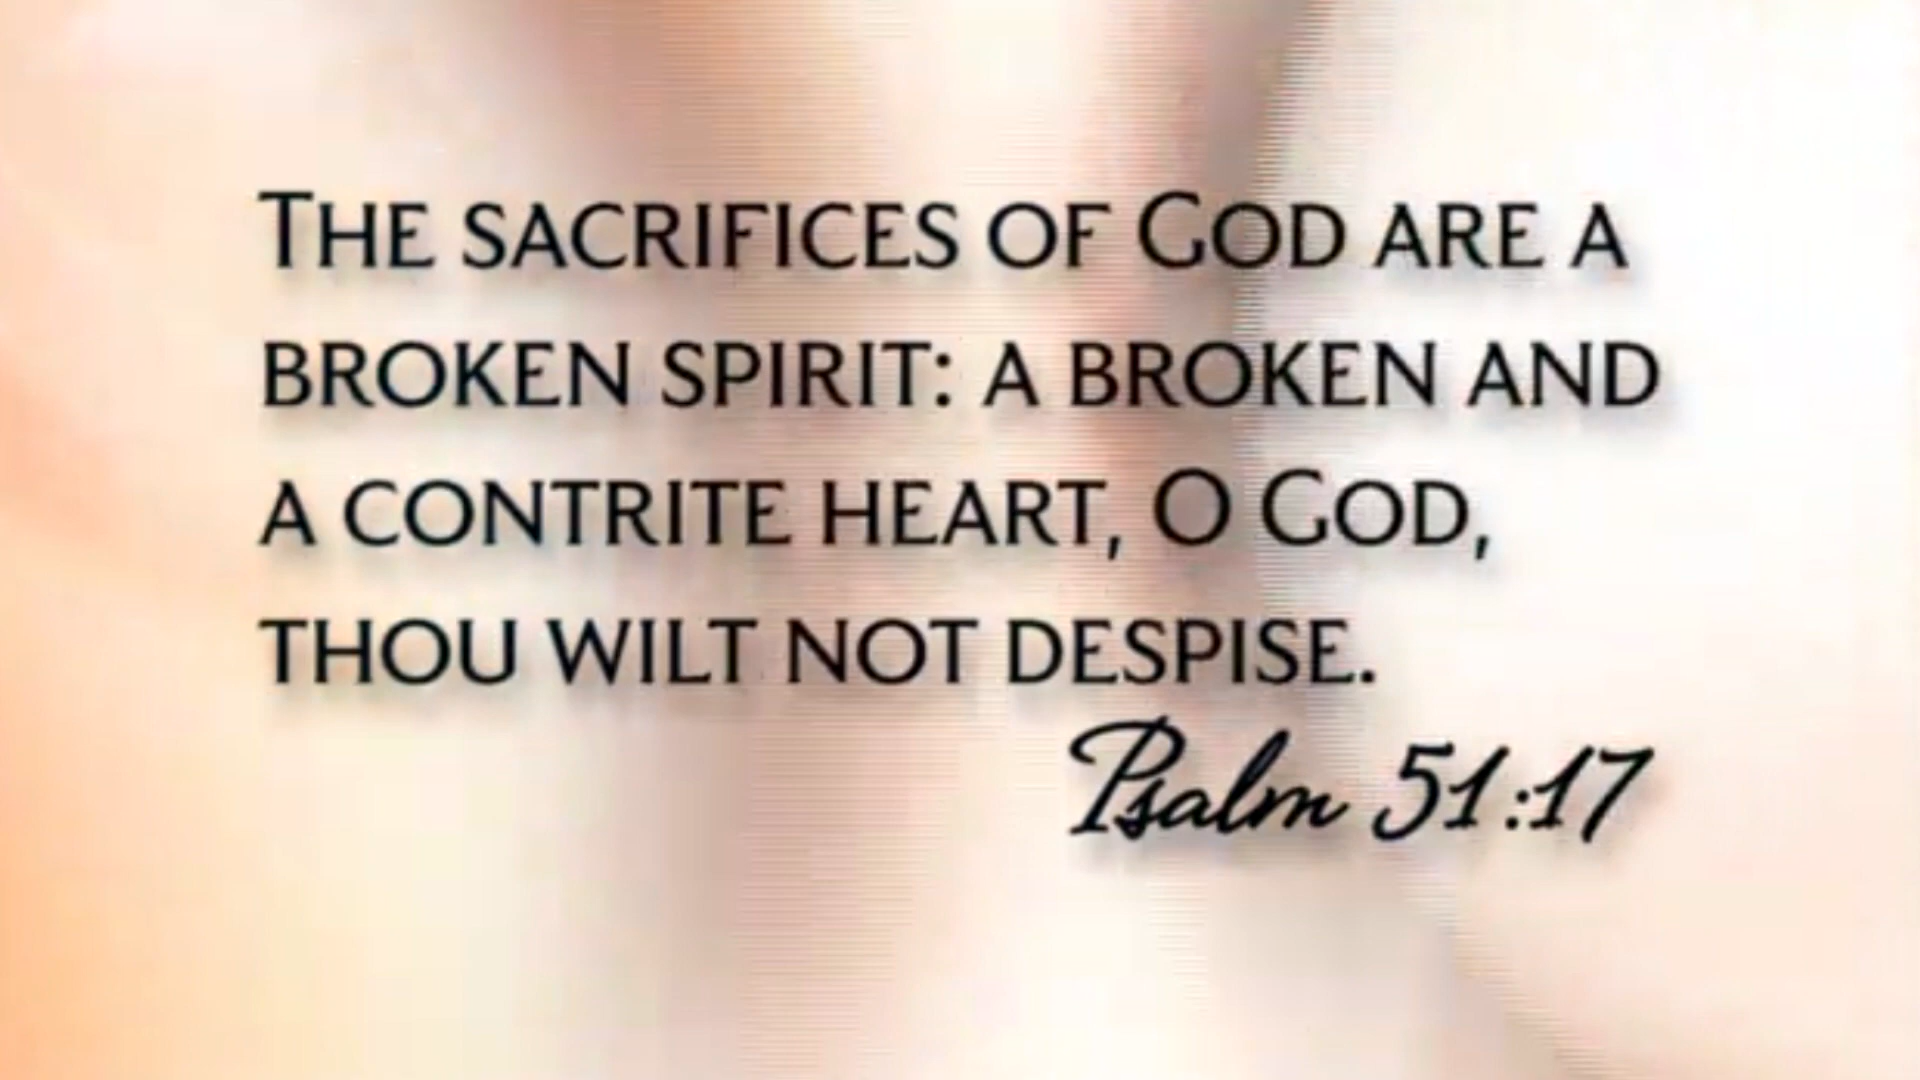 The sacrifices of God are a
broken spirit: a broken and
a contrite heart, O God,
thou wilt not despise.
Psalm 51:17